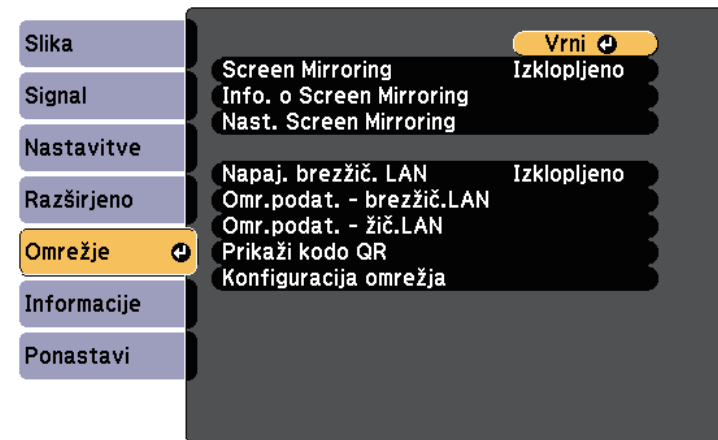 Slika
Signal
Nastavitve
Razširjeno
Omrežje
Informacije
Ponastavi
Vrni
Screen Mirroring Izklopljeno
Info. o Screen Mirroring
Nast. Screen Mirroring
Napaj. brezžič. LAN Izklopljeno
Omr.podat. - brezžič.LAN
Omr.podat. - žič.LAN
Prikaži kodo QR
Konfiguracija omrežja